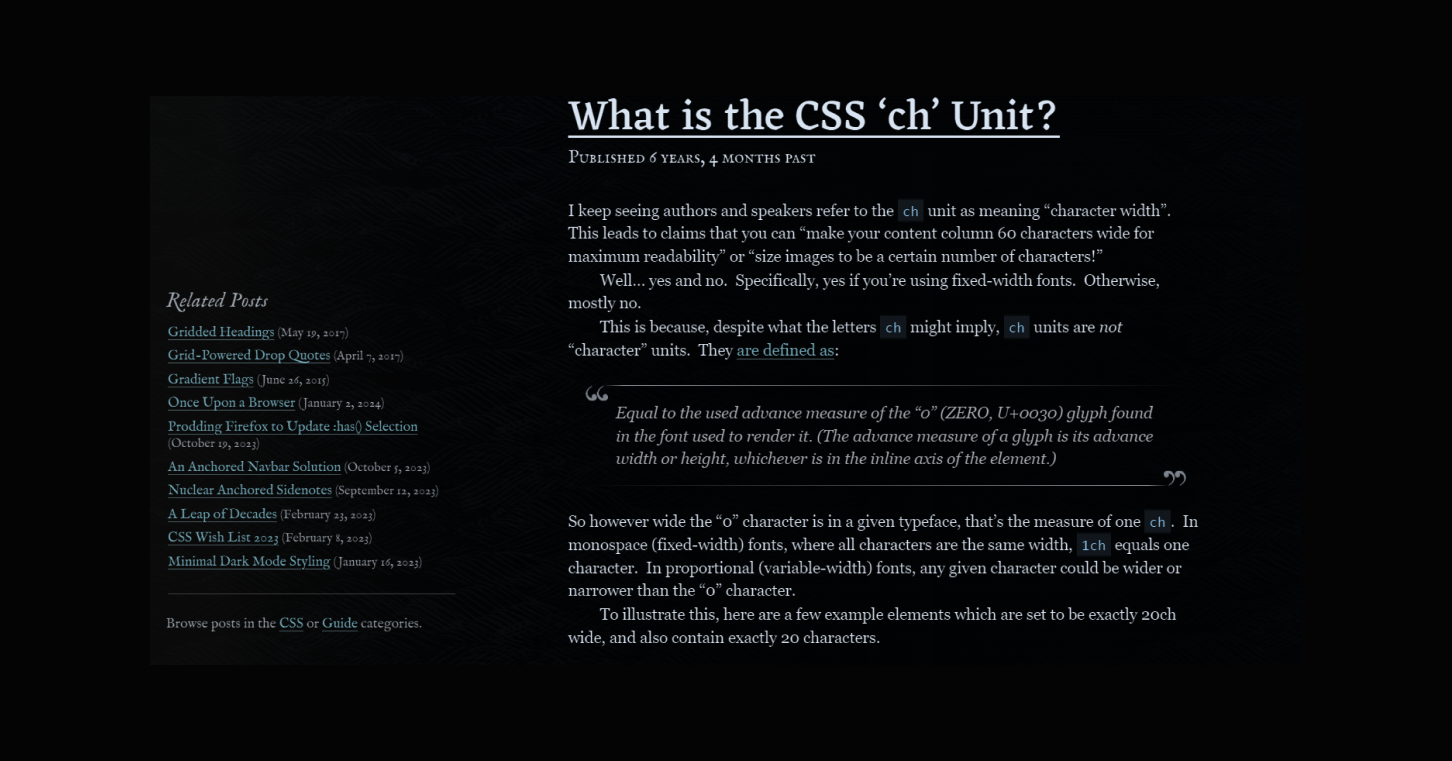 What is the CSS ‘ch’ Unit?
Published 6 years, 4 months past
I keep seeing authors and speakers refer to the ch unit as meaning “character width”.
This leads to claims that you can “make your content column 60 characters wide for
maximum readability” or “size images to be a certain number of characters!”
Well… yes and no.  Specifically, yes if you’re using fixed-width fonts.  Otherwise,
mostly no.
This is because, despite what the letters ch might imply, ch units are not
“character” units.  They are defined as:
“
Equal to the used advance measure of the “0” (ZERO, U+0030) glyph found
in the font used to render it. (The advance measure of a glyph is its advance
width or height, whichever is in the inline axis of the element.)
”
So however wide the “0” character is in a given typeface, that’s the measure of one ch.  In
monospace (fixed-width) fonts, where all characters are the same width, 1ch equals one
character.  In proportional (variable-width) fonts, any given character could be wider or
narrower than the “0” character.
To illustrate this, here are a few example elements which are set to be exactly 20ch
wide, and also contain exactly 20 characters.
Related Posts
Gridded Headings (May 19, 2017)
Grid-Powered Drop Quotes (April 7, 2017)
Gradient Flags (June 26, 2015)
Once Upon a Browser (January 2, 2024)
Prodding Firefox to Update :has() Selection
(October 19, 2023)
An Anchored Navbar Solution (October 5, 2023)
Nuclear Anchored Sidenotes (September 12, 2023)
A Leap of Decades (February 23, 2023)
CSS Wish List 2023 (February 8, 2023)
Minimal Dark Mode Styling (January 16, 2023)
Browse posts in the CSS or Guide categories.